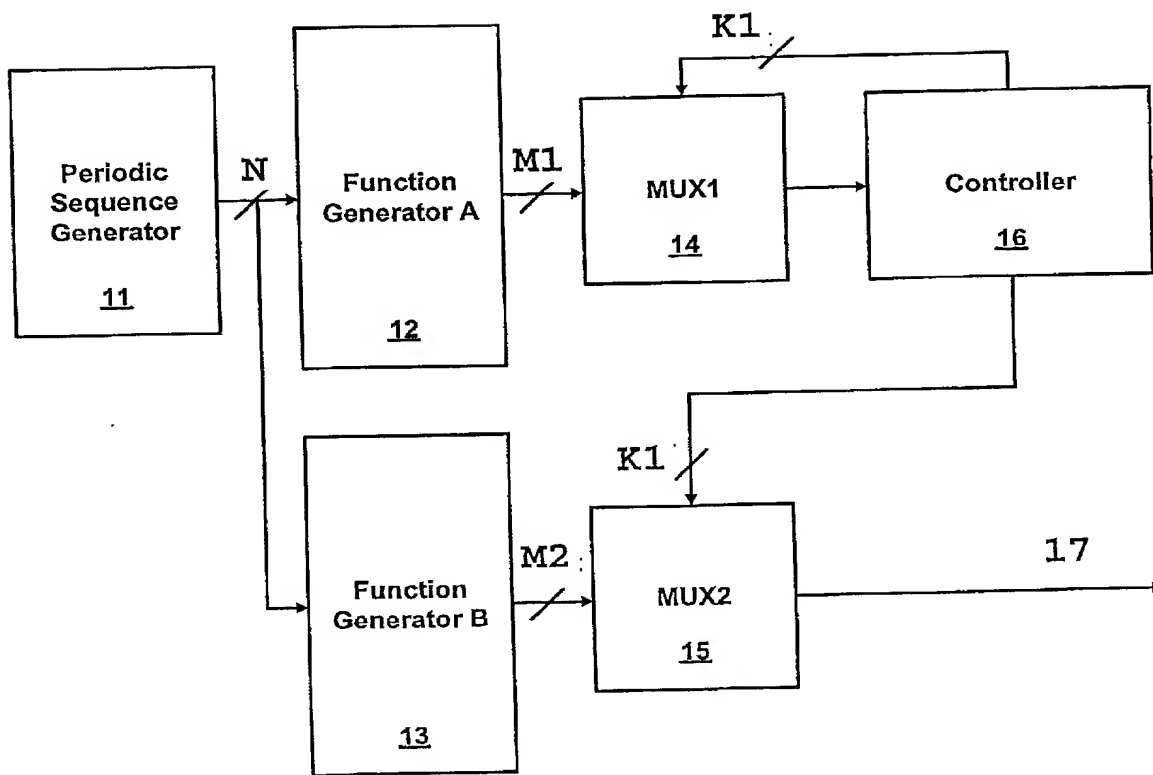 K1
Periodic
Sequence
Generator
11
N
Function
Generator A
12
M1
MUX1
14
Controller
16
K1
Function
Generator B
13
M2
MUX2
15
17